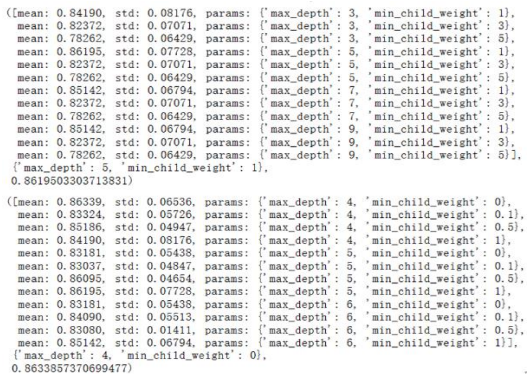 ([mean: 0.84190, std: 0.08176, params: {'max_depth': 3, 'min_child_weight': 1},
mean: 0.82372, std: 0.07071, params: {'max_depth': 3, 'min_child_weight': 3},
mean: 0.78262, std: 0.06429, params: {'max_depth': 3, 'min_child_weight': 5},
mean: 0.86195, std: 0.07728, params: {'max_depth': 5, 'min_child_weight': 1},
mean: 0.82372, std: 0.07071, params: {'max_depth': 5, 'min_child_weight': 3},
mean: 0.78262, std: 0.06429, params: {'max_depth': 5, 'min_child_weight': 5},
mean: 0.85142, std: 0.06794, params: {'max_depth': 7, 'min_child_weight': 1},
mean: 0.82372, std: 0.07071, params: {'max_depth': 7, 'min_child_weight': 3},
mean: 0.78262, std: 0.06429, params: {'max_depth': 7, 'min_child_weight': 5},
mean: 0.85142, std: 0.06794, params: {'max_depth': 9, 'min_child_weight': 1},
mean: 0.82372, std: 0.07071, params: {'max_depth': 9, 'min_child_weight': 3},
mean: 0.78262, std: 0.06429, params: {'max_depth': 9, 'min_child_weight': 5}],
{'max_depth': 5, 'min_child_weight': 1},
0.8619503303713831)
([mean: 0.86339, std: 0.06536, params: {'max_depth': 4, 'min_child_weight': 0},
mean: 0.83324, std: 0.05726, params: {'max_depth': 4, 'min_child_weight': 0.1},
mean: 0.85186, std: 0.04947, params: {'max_depth': 4, 'min_child_weight': 0.5},
mean: 0.84190, std: 0.08176, params: {'max_depth': 4, 'min_child_weight': 1},
mean: 0.83181, std: 0.05438, params: {'max_depth': 5, 'min_child_weight': 0},
mean: 0.83037, std: 0.04847, params: {'max_depth': 5, 'min_child_weight': 0.1},
mean: 0.86095, std: 0.04654, params: {'max_depth': 5, 'min_child_weight': 0.5},
mean: 0.86195, std: 0.07728, params: {'max_depth': 5, 'min_child_weight': 1},
mean: 0.83181, std: 0.05438, params: {'max_depth': 6, 'min_child_weight': 0},
mean: 0.84090, std: 0.05513, params: {'max_depth': 6, 'min_child_weight': 0.1},
mean: 0.83080, std: 0.01411, params: {'max_depth': 6, 'min_child_weight': 0.5},
mean: 0.85142, std: 0.06794, params: {'max_depth': 6, 'min_child_weight': 1}],
{'max_depth': 4, 'min_child_weight': 0},
0.8633857370699477)